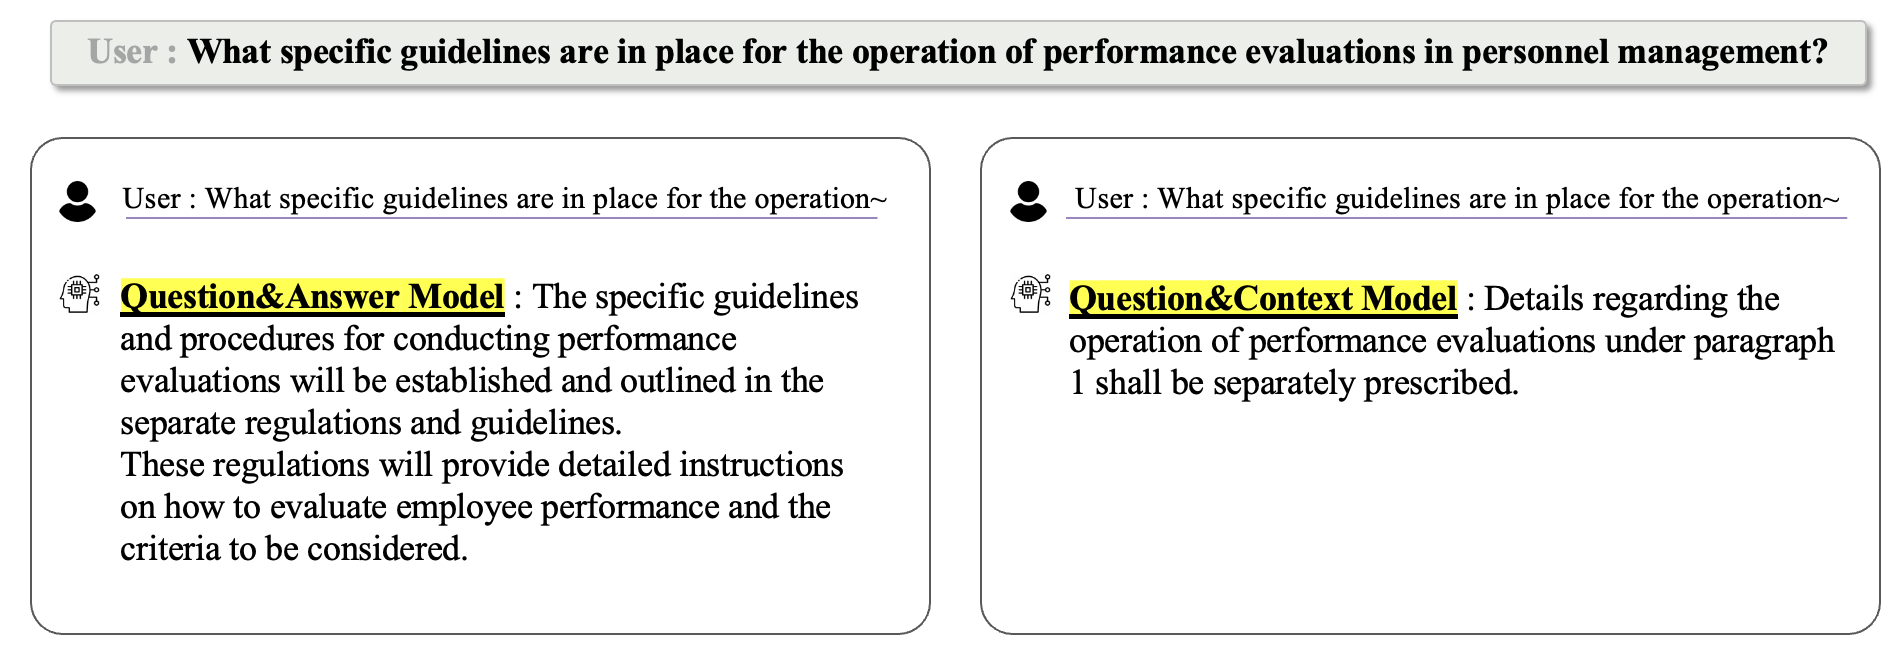 User : What specific guidelines are in place for the operation of performance evaluations in personnel management?
User : What specific guidelines are in place for the operation~
Question&Answer Model : The specific guidelines
and procedures for conducting performance
evaluations will be established and outlined in the
separate regulations and guidelines.
These regulations will provide detailed instructions
on how to evaluate employee performance and the
criteria to be considered.
User : What specific guidelines are in place for the operation~
Question&Context Model : Details regarding the
operation of performance evaluations under paragraph
1 shall be separately prescribed.